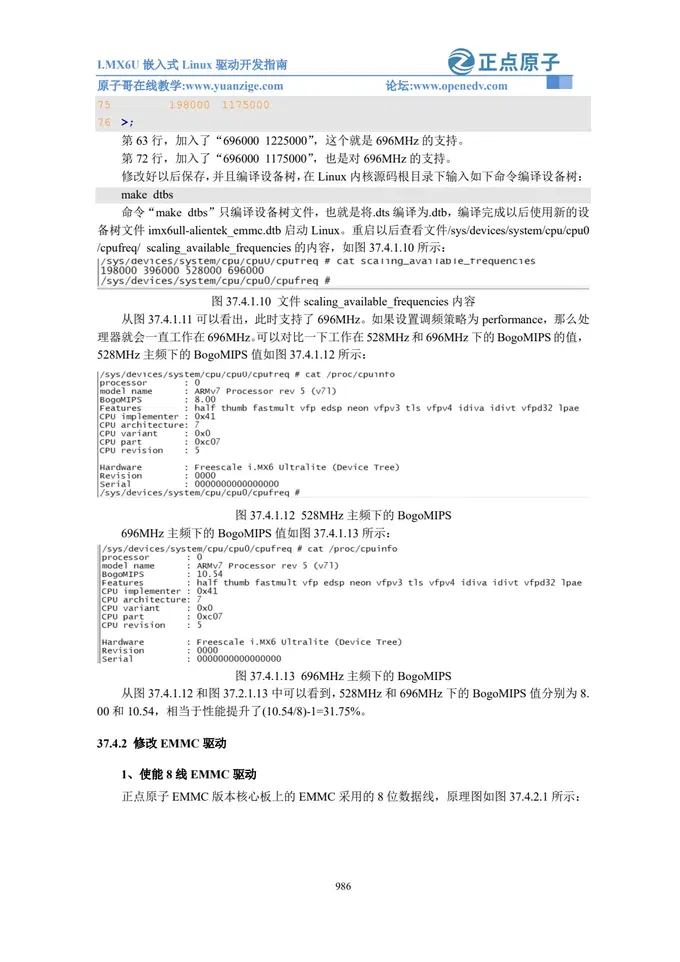 I.MX6U 嵌入式 Linux 驱动开发指南
正点原子
原子哥在线教学:www.yuanzige.com 论坛:www.openedv.com
75 198000 1175000
76 >;
第 63 行，加入了“696000 1225000”，这个就是 696MHz 的支持。
第 72 行，加入了“696000 1175000”，也是对 696MHz 的支持。
修改好以后保存，并且编译设备树，在 Linux 内核源码根目录下输入如下命令编译设备树：
make dtbs
命令“make dtbs”只编译设备树文件，也就是将.dts 编译为.dtb，编译完成以后使用新的设
备树文件 imx6ull-alientek_emmc.dtb 启动 Linux。重启以后查看文件/sys/devices/system/cpu/cpu0
/cpufreq/ scaling_available_frequencies 的内容，如图 37.4.1.10 所示：
/sys/devices/system/cpu/cpu0/cpufreq # cat scaling_available_frequencies
198000 396000 528000 696000
/sys/devices/system/cpu/cpu0/cpufreq #
图 37.4.1.10 文件 scaling_available_frequencies 内容
从图 37.4.1.11 可以看出，此时支持了 696MHz。如果设置调频策略为 performance，那么处
理器就会一直工作在 696MHz。可以对比一下工作在 528MHz 和 696MHz 下的 BogoMIPS 的值，
528MHz 主频下的 BogoMIPS 值如图 37.4.1.12 所示：
/sys/devices/system/cpu/cpu0/cpufreq # cat /proc/cpuinfo
processor : 0
model name : ARMv7 Processor rev 5 (v7l)
BogoMIPS : 8.00
Features : half thumb fastmult vfp edsp neon vfpv3 tls vfpv4 idiva idivt vfpd32 lpae
CPU implementer : 0x41
CPU architecture: 7
CPU variant : 0x0
CPU part : 0xc07
CPU revision : 5
Hardware : Freescale i.MX6 Ultralite (Device Tree)
Revision : 0000
Serial : 0000000000000000
/sys/devices/system/cpu/cpu0/cpufreq #
图 37.4.1.12 528MHz 主频下的 BogoMIPS
696MHz 主频下的 BogoMIPS 值如图 37.4.1.13 所示：
/sys/devices/system/cpu/cpu0/cpufreq # cat /proc/cpuinfo
processor : 0
model name : ARMv7 Processor rev 5 (v7l)
BogoMIPS : 10.54
Features : half thumb fastmult vfp edsp neon vfpv3 tls vfpv4 idiva idivt vfpd32 lpae
CPU implementer : 0x41
CPU architecture: 7
CPU variant : 0x0
CPU part : 0xc07
CPU revision : 5
Hardware : Freescale i.MX6 Ultralite (Device Tree)
Revision : 0000
Serial : 0000000000000000
图 37.4.1.13 696MHz 主频下的 BogoMIPS
从图 37.4.1.12 和图 37.2.1.13 中可以看到，528MHz 和 696MHz 下的 BogoMIPS 值分别为 8.
00 和 10.54，相当于性能提升了(10.54/8)-1=31.75%。
37.4.2 修改 EMMC 驱动
1、使能 8 线 EMMC 驱动
正点原子 EMMC 版本核心板上的 EMMC 采用的 8 位数据线，原理图如图 37.4.2.1 所示：
986